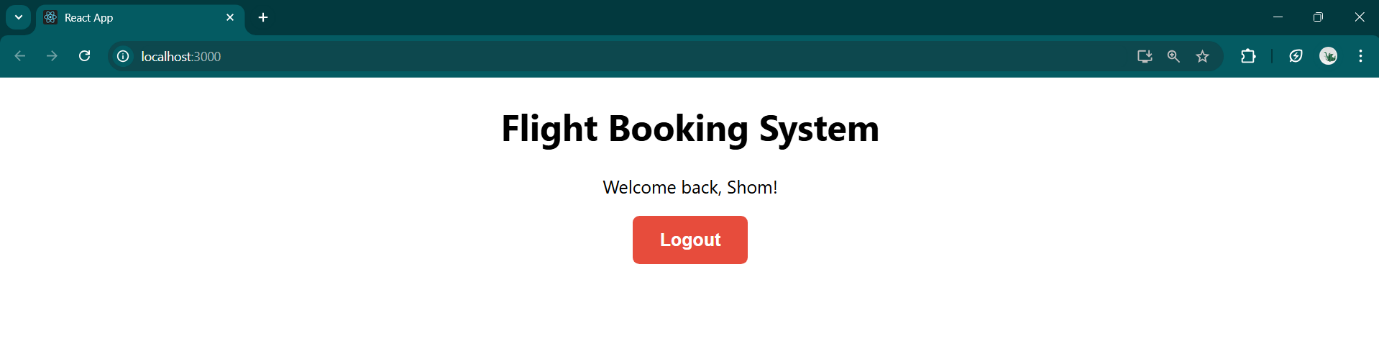 React App
localhost:3000
Flight Booking System
Welcome back, Shom!
Logout